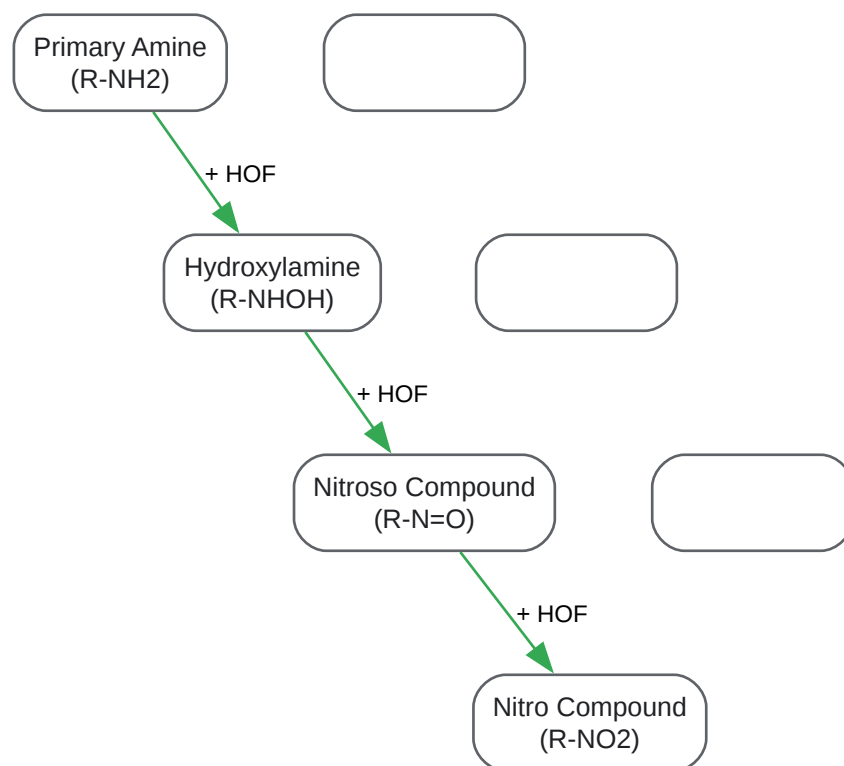 Primary Amine
(R-NH2)
+ HOF
Hydroxylamine
(R-NHOH)
+ HOF
Nitroso Compound
(R-N=O)
+ HOF
Nitro Compound
(R-NO2)